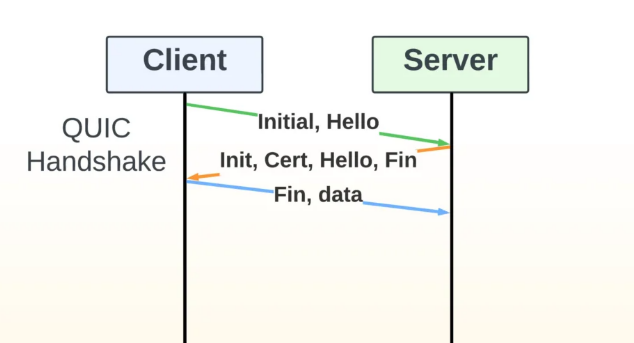 Client
Server
Initial, Hello
QUIC
Handshake
Init, Cert, Hello, Fin
Fin, data